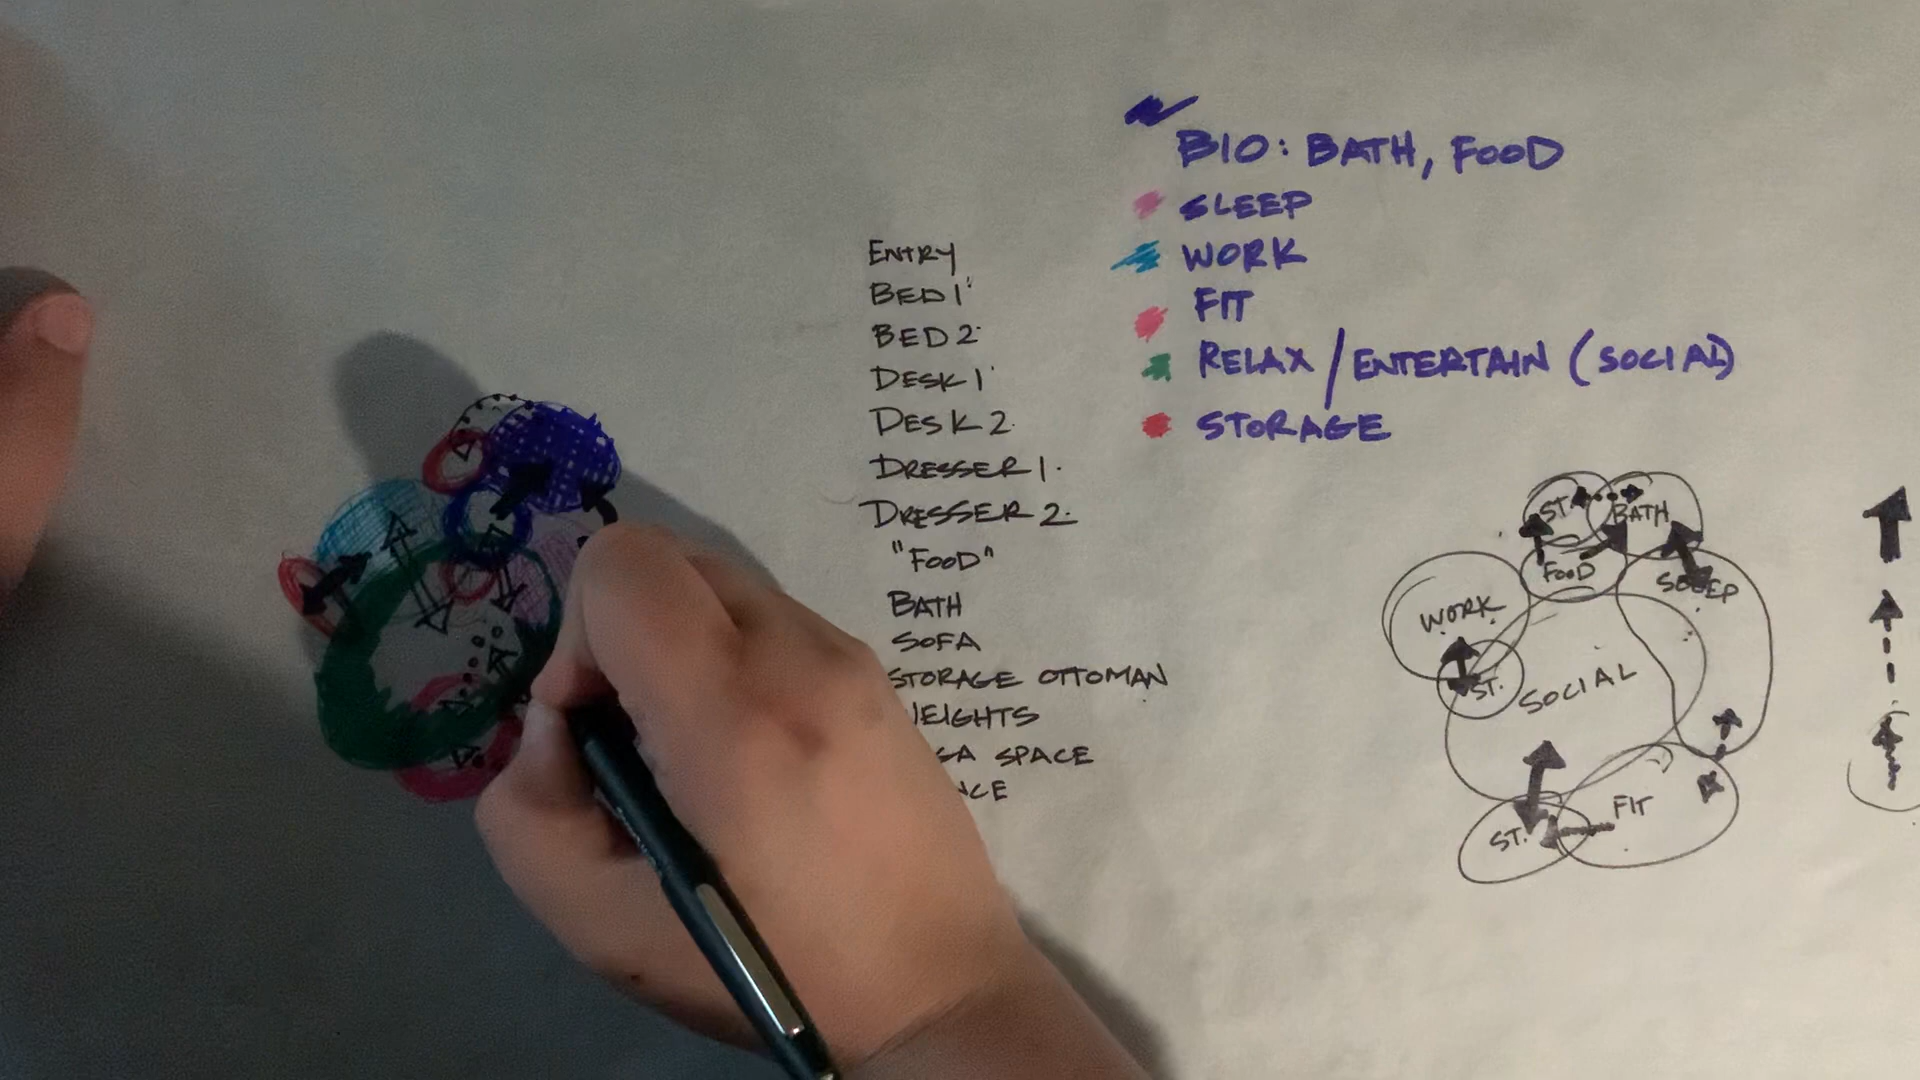 BIO: BATH, FOOD
SLEEP
WORK
FIT
RELAX / ENTERTAIN (SOCIAL)
STORAGE
ENTRY
BED 1
BED 2
DESK 1
DESK 2
DRESSER 1
DRESSER 2
"FOOD"
BATH
SOFA
STORAGE OTTOMAN
SPACE
ST.
BATH
FOOD
SLEEP
WORK
ST.
SOCIAL
FIT
ST.